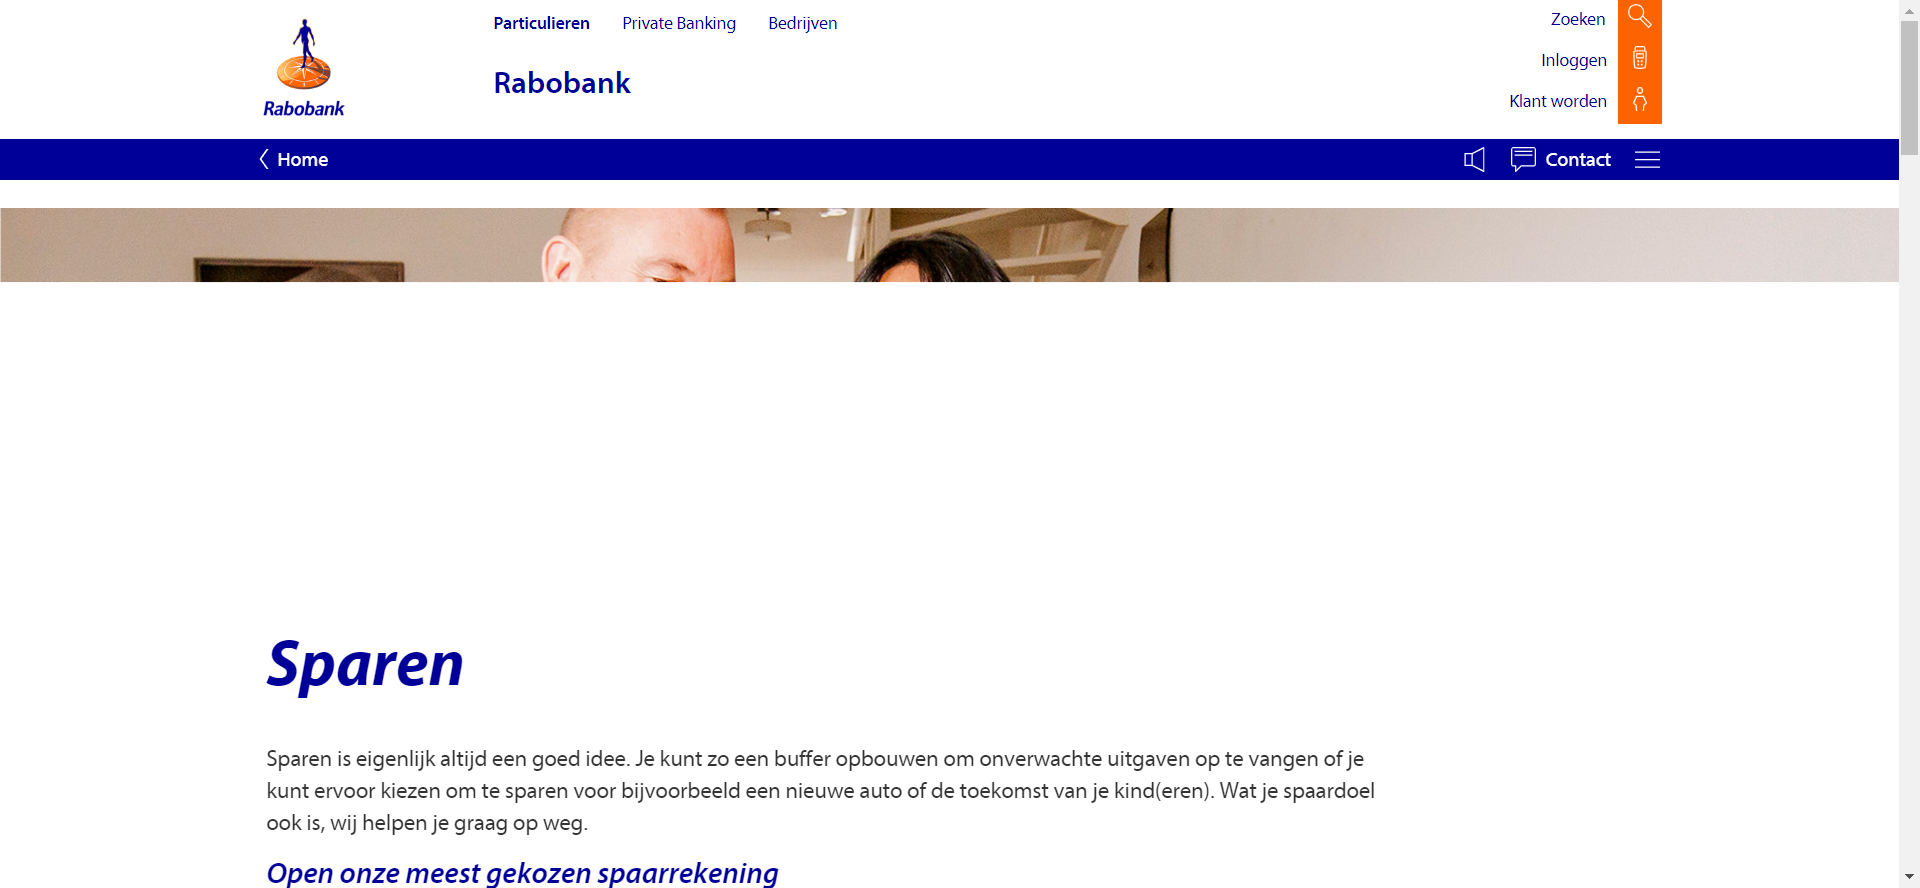 Particulieren Private Banking Bedrijven
Zoeken
Inloggen
Klant worden
Rabobank
Rabobank
Home
Contact
Sparen
Sparen is eigenlijk altijd een goed idee. Je kunt zo een buffer opbouwen om onverwachte uitgaven op te vangen of je
kunt ervoor kiezen om te sparen voor bijvoorbeeld een nieuwe auto of de toekomst van je kind(eren). Wat je spaardoel
ook is, wij helpen je graag op weg.
Open onze meest gekozen spaarrekening